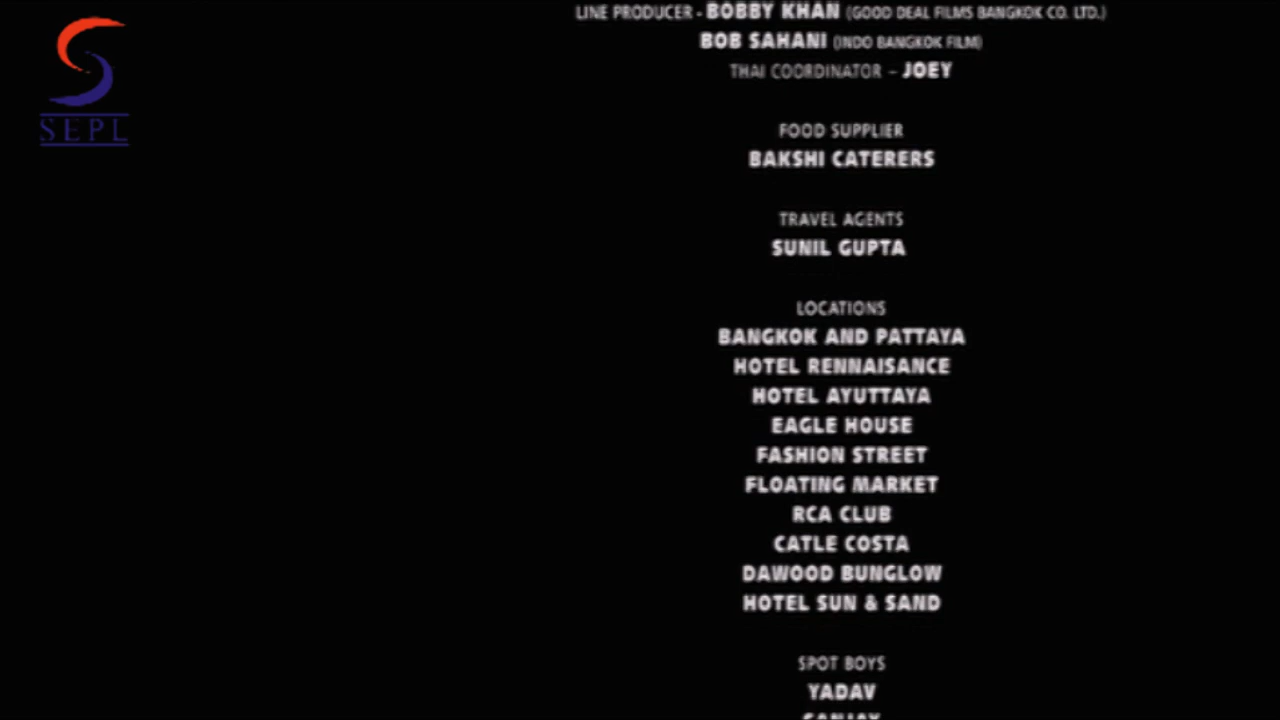 LINE PRODUCER - BOBBY KHAN (GOOD DEAL FILMS BANGKOK CO. LTD.)
BOB SAHANI (INDO BANGKOK FILM)
THAI COORDINATOR – JOEY
SEPL
FOOD SUPPLIER
BAKSHI CATERERS
TRAVEL AGENTS
SUNIL GUPTA
LOCATIONS
BANGKOK AND PATTAYA
HOTEL RENNAISANCE
HOTEL AYUTTAYA
EAGLE HOUSE
FASHION STREET
FLOATING MARKET
RCA CLUB
CATLE COSTA
DAWOOD BUNGLOW
HOTEL SUN & SAND
SPOT BOYS
YADAV
SANJAY